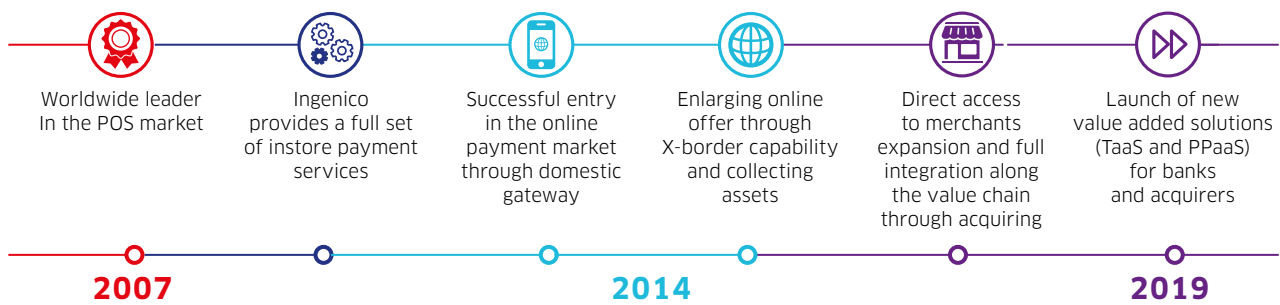 Worldwide leader
In the POS market
Ingenico
provides a full set
of instore payment
services
Successful entry
in the online
payment market
through domestic
gateway
Enlarging online
offer through
X-border capability
and collecting
assets
Direct access
to merchants
expansion and full
integration along
the value chain
through acquiring
Launch of new
value added solutions
(TaaS and PPaaS)
for banks
and acquirers
2007
2014
2019